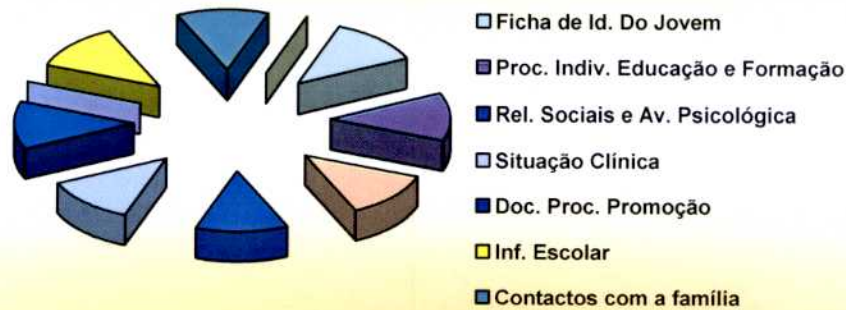 Ficha de Id. Do Jovem
Proc. Indiv. Educação e Formação
Rel. Sociais e Av. Psicológica
Situação Clínica
Doc. Proc. Promoção
Inf. Escolar
Contactos com a família